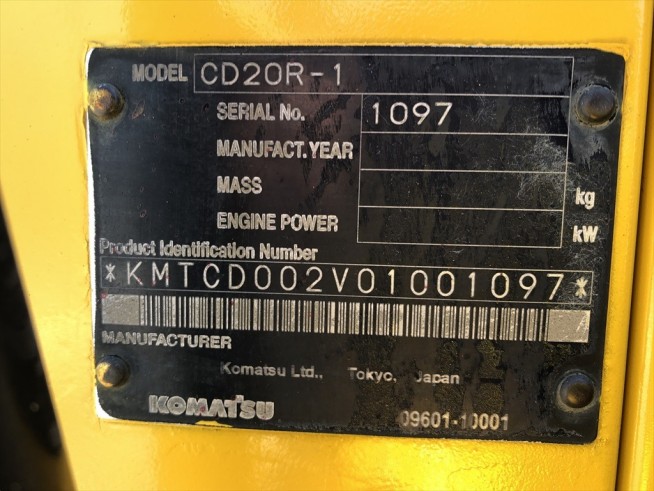 MODEL CD20R-1
SERIAL No. 1097
MANUFACT. YEAR
MASS kg
ENGINE POWER kW
Product Identification Number
*KMTCD002V01001097*
MANUFACTURER
Komatsu Ltd., Tokyo, Japan
KOMATSU 09601-10001